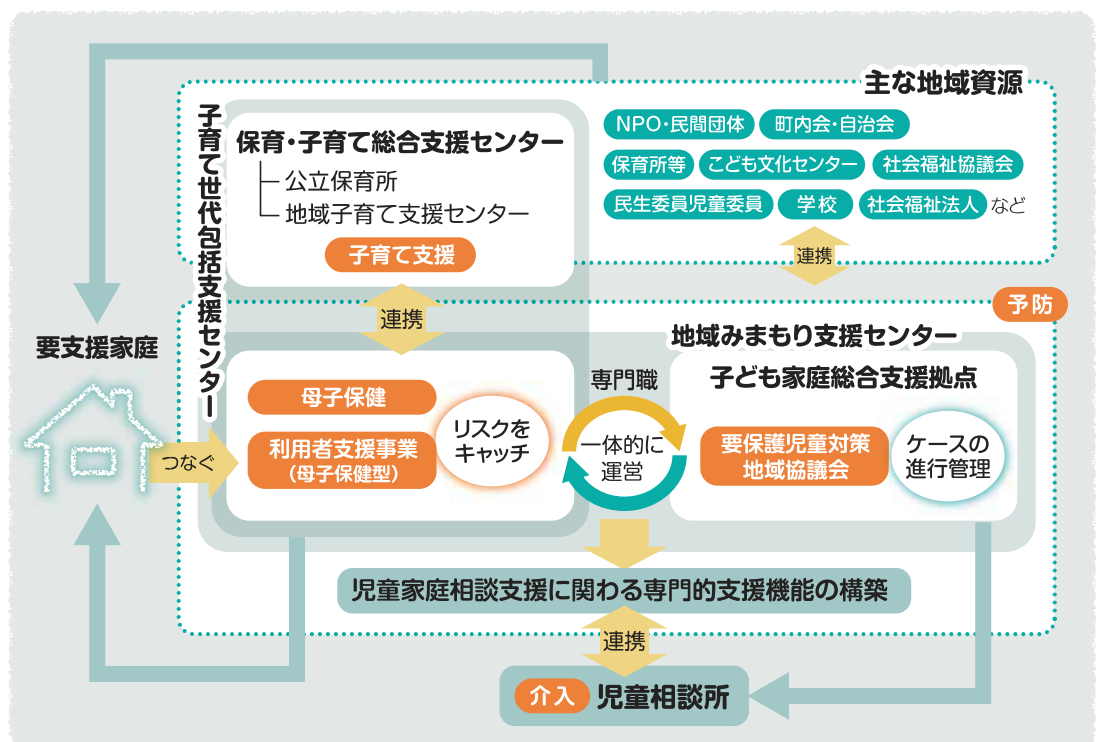 主な地域資源
子育て世代包括支援センター
保育・子育て総合支援センター
公立保育所
地域子育て支援センター
子育て支援
NPO・民間団体
町内会・自治会
保育所等
こども文化センター
社会福祉協議会
民生委員児童委員
学校
社会福祉法人
など
連携
連携
予防
要支援家庭
つなぐ
母子保健
利用者支援事業
(母子保健型)
リスクを
キャッチ
専門職
一体的に
運営
地域みまもり支援センター
子ども家庭総合支援拠点
要保護児童対策
地域協議会
ケースの
進行管理
児童家庭相談支援に関わる専門的支援機能の構築
連携
介入
児童相談所